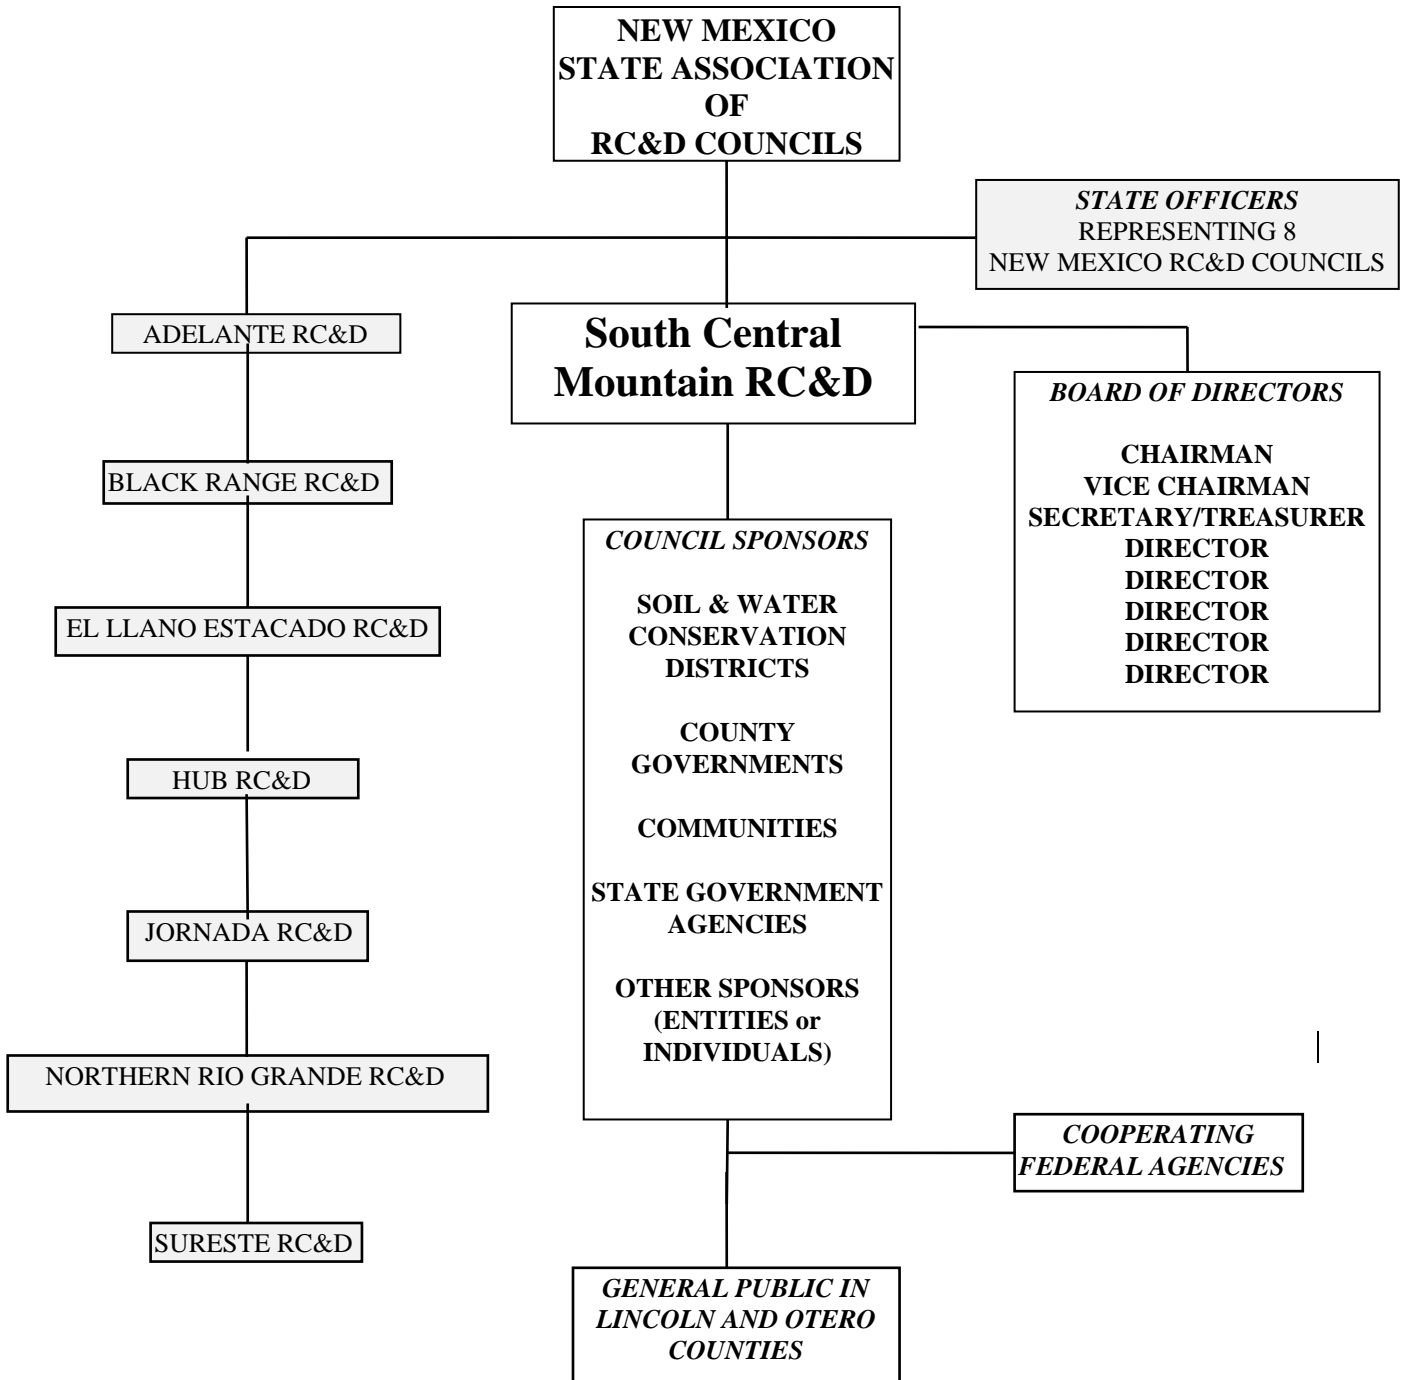 NEW MEXICO
STATE ASSOCIATION
OF
RC&D COUNCILS
STATE OFFICERS
REPRESENTING 8
NEW MEXICO RC&D COUNCILS
ADELANTE RC&D
BLACK RANGE RC&D
EL LLANO ESTACADO RC&D
HUB RC&D
JORNADA RC&D
NORTHERN RIO GRANDE RC&D
SURESTE RC&D
South Central
Mountain RC&D
BOARD OF DIRECTORS
CHAIRMAN
VICE CHAIRMAN
SECRETARY/TREASURER
DIRECTOR
DIRECTOR
DIRECTOR
DIRECTOR
DIRECTOR
COUNCIL SPONSORS
SOIL & WATER
CONSERVATION
DISTRICTS
COUNTY
GOVERNMENTS
COMMUNITIES
STATE GOVERNMENT
AGENCIES
OTHER SPONSORS
(ENTITIES or
INDIVIDUALS)
COOPERATING
FEDERAL AGENCIES
GENERAL PUBLIC IN
LINCOLN AND OTERO
COUNTIES